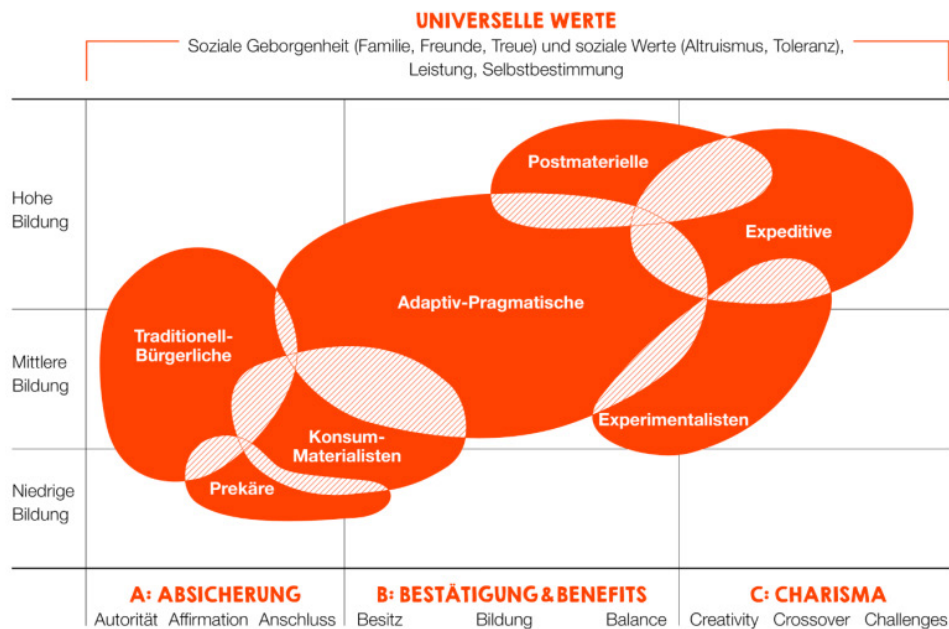 UNIVERSELLE WERTE
Soziale Geborgenheit (Familie, Freunde, Treue) und soziale Werte (Altruismus, Toleranz),
Leistung, Selbstbestimmung
Hohe
Bildung
Mittlere
Bildung
Niedrige
Bildung
Postmaterielle
Expeditive
Adaptiv-Pragmatische
Traditionell-
Bürgerliche
Experimentalisten
Konsum-
Materialisten
Prekäre
A: ABSICHERUNG
Autorität Affirmation Anschluss
B: BESTÄTIGUNG & BENEFITS
Besitz Bildung Balance
C: CHARISMA
Creativity Crossover Challenges